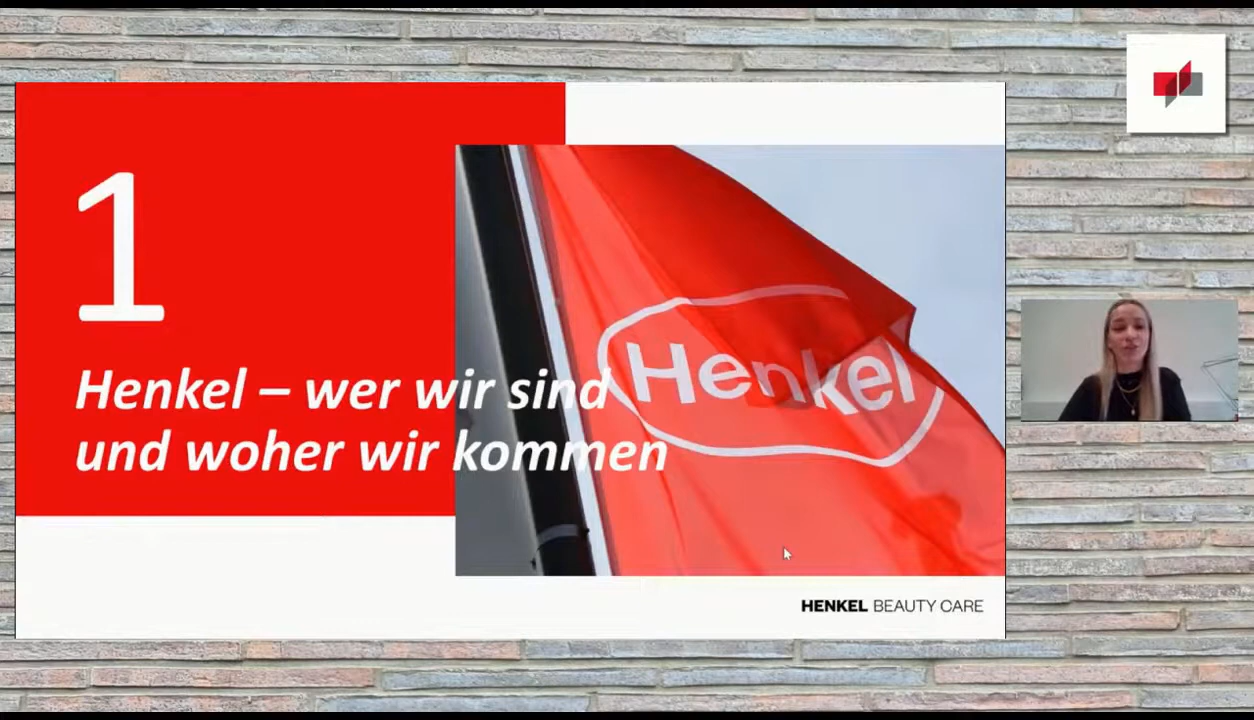 1
Henkel – wer wir sind
und woher wir kommen
Henkel
HENKEL BEAUTY CARE